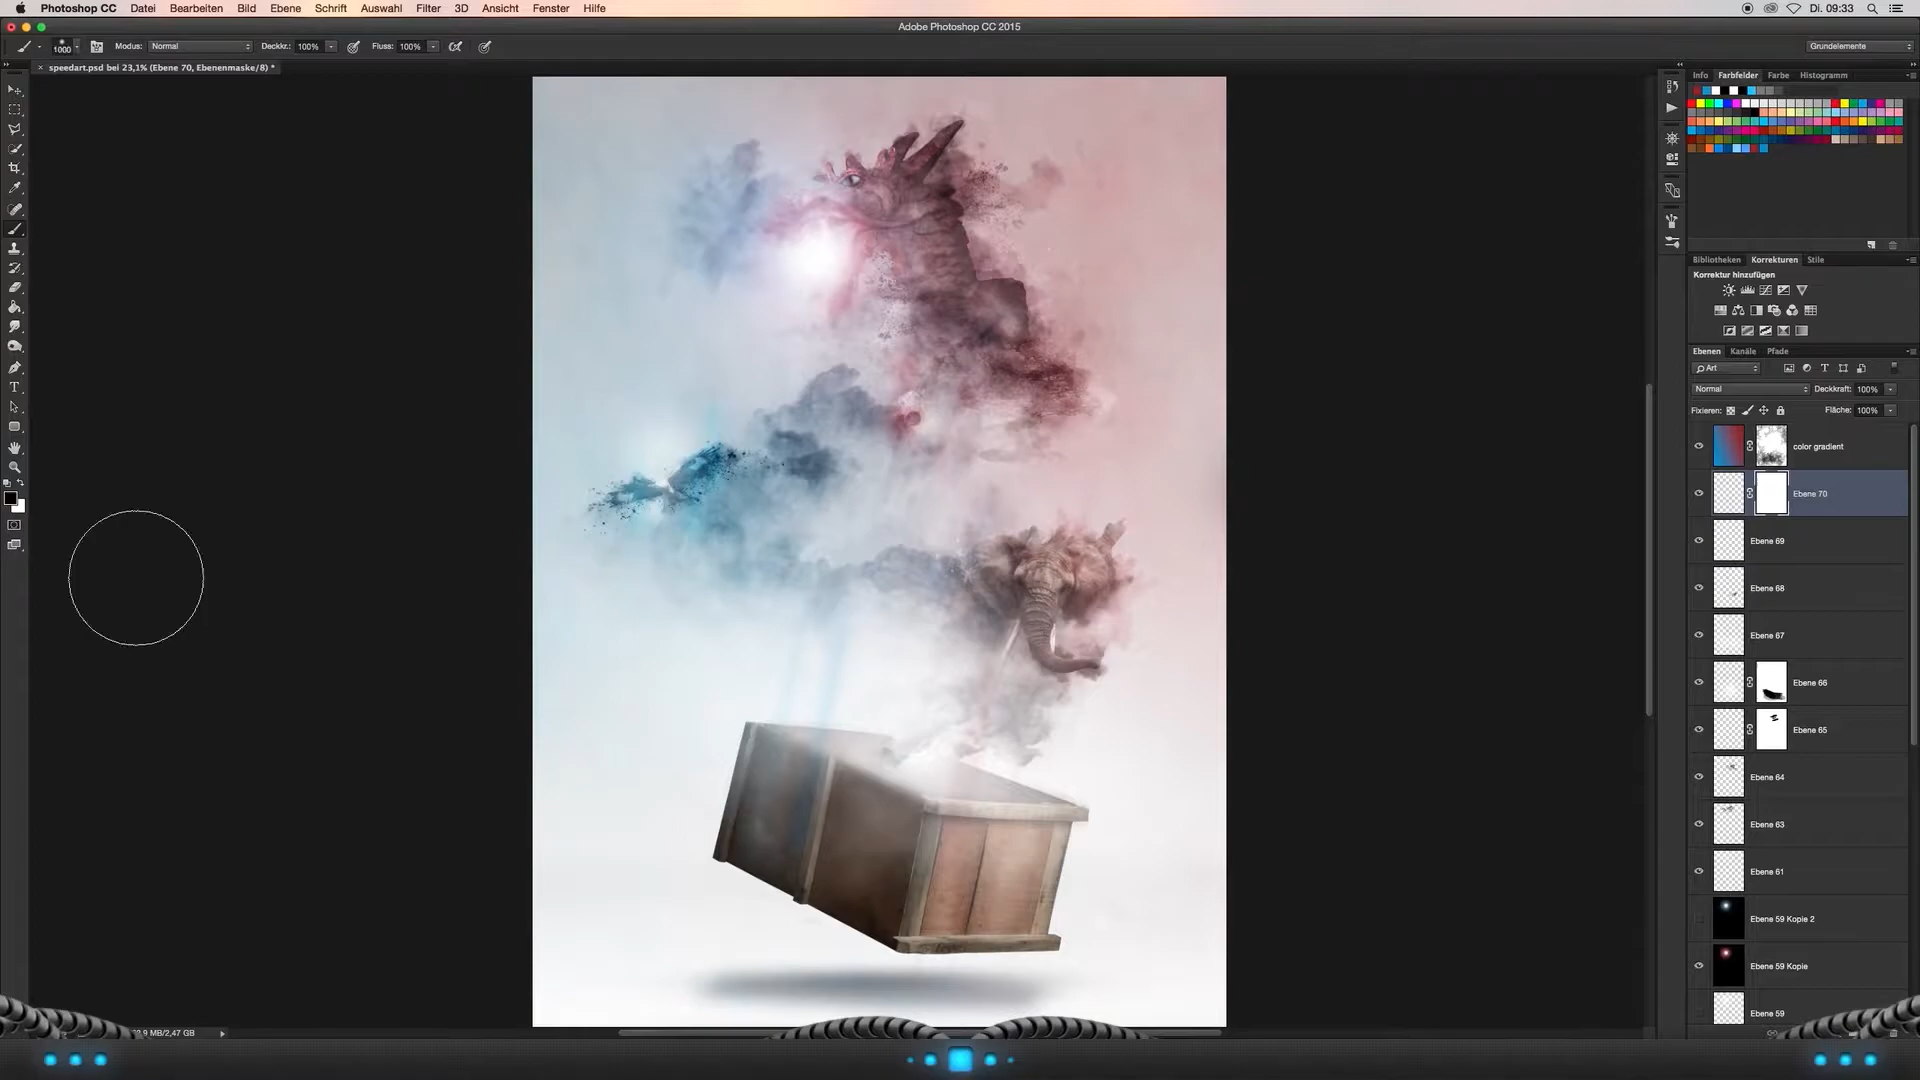 Photoshop CC Datei Bearbeiten Bild Ebene Schrift Auswahl Filter 3D Ansicht Fenster Hilfe Di. 09:33
Adobe Photoshop CC 2015
1000 Modus: Normal Deckkr.: 100% Fluss: 100% Grundelemente
speedart.psd bei 23,1% (Ebene 70, Ebenenmaske/8) *
Info Farbfelder Farbe Histogramm
Bibliotheken Korrekturen Stile
Korrektur hinzufügen
Ebenen Kanäle Pfade
Art
Normal Deckkraft: 100%
Fixieren: Fläche: 100%
color gradient
Ebene 70
Ebene 69
Ebene 68
Ebene 67
Ebene 66
Ebene 65
Ebene 64
Ebene 63
Ebene 61
Ebene 59 Kopie 2
Ebene 59 Kopie
Ebene 59
MB/2,47 GB